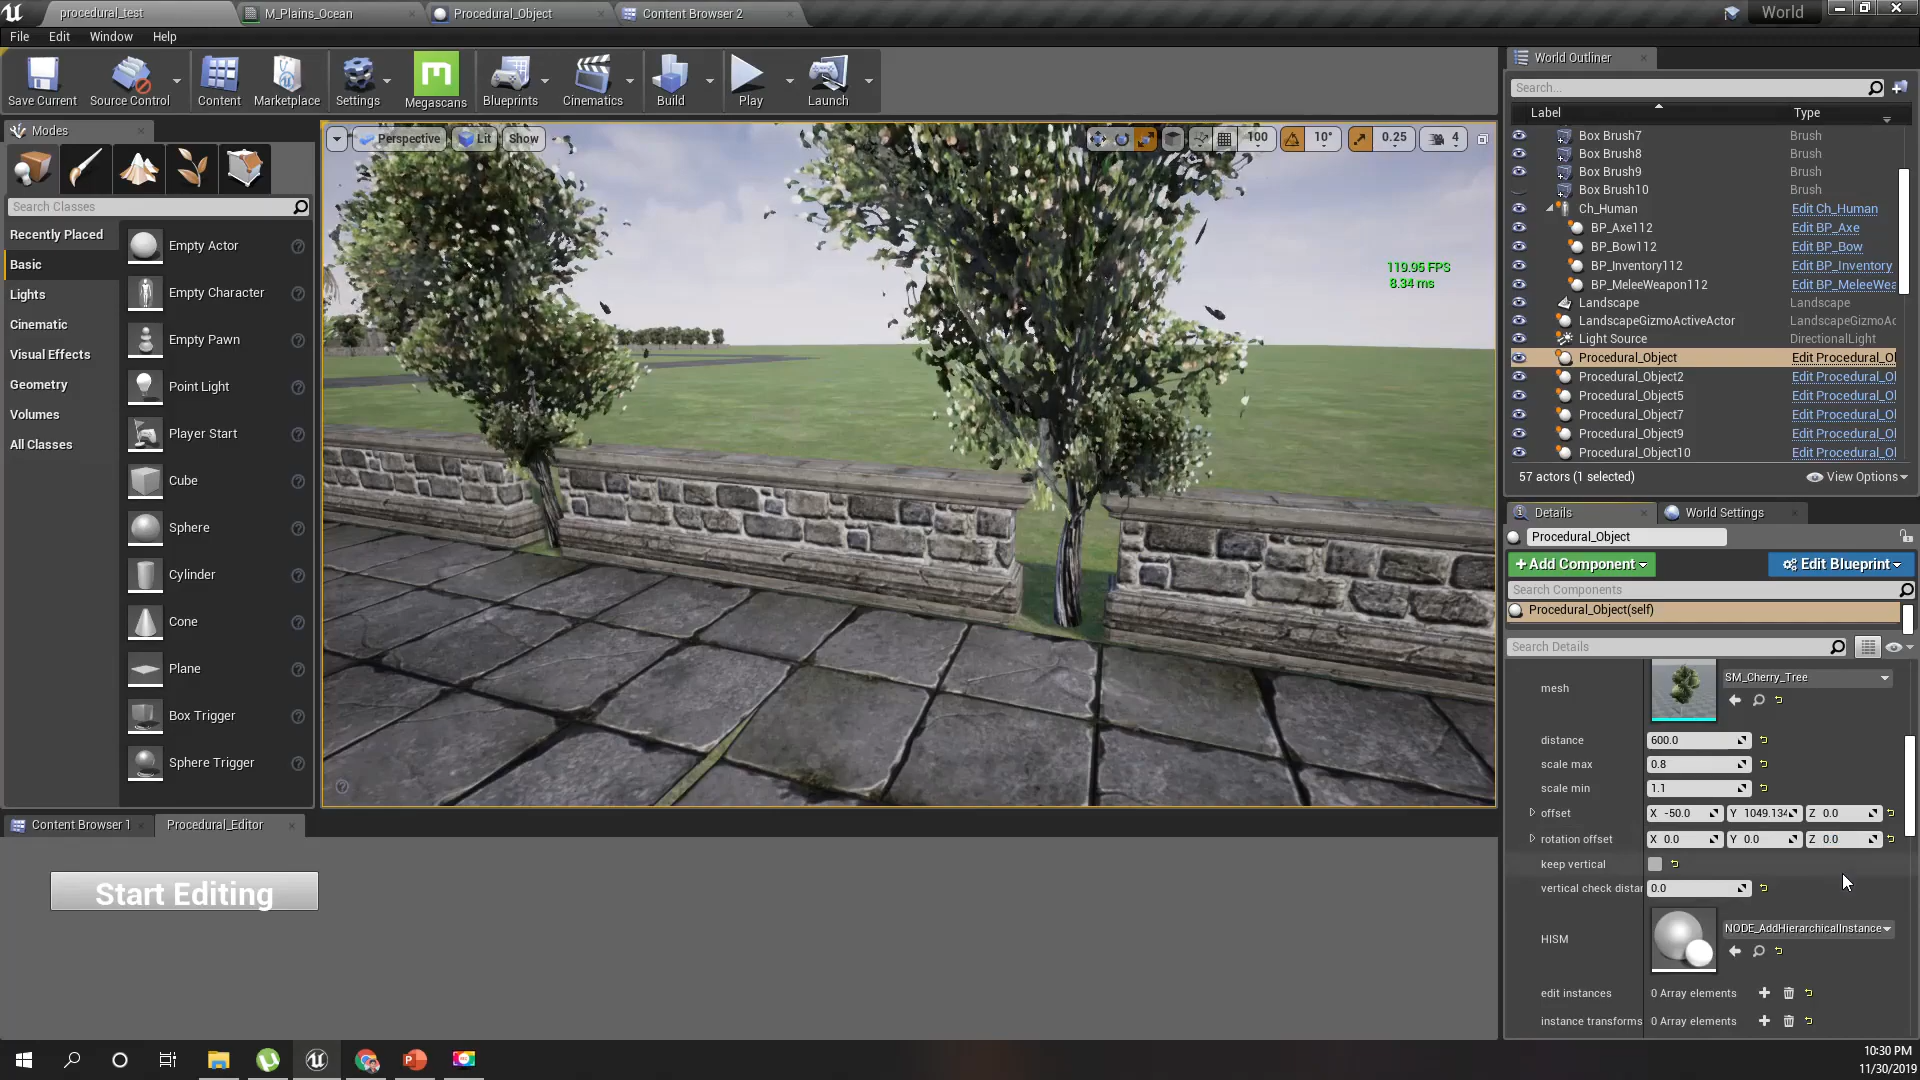 procedural_test
M_Plains_Ocean
Procedural_Object
Content Browser 2
World
File Edit Window Help
Save Current
Source Control
Content
Marketplace
Settings
Megascans
Blueprints
Cinematics
Build
Play
Launch
Modes
Search Classes
Recently Placed
Basic
Lights
Cinematic
Visual Effects
Geometry
Volumes
All Classes
Empty Actor
Empty Character
Empty Pawn
Point Light
Player Start
Cube
Sphere
Cylinder
Cone
Plane
Box Trigger
Sphere Trigger
Perspective Lit Show
100 10° 0.25 4
119.95 FPS
8.34 ms
World Outliner
Search...
Label Type
Box Brush7 Brush
Box Brush8 Brush
Box Brush9 Brush
Box Brush10 Brush
Ch_Human Edit Ch_Human
BP_Axe112 Edit BP_Axe
BP_Bow112 Edit BP_Bow
BP_Inventory112 Edit BP_Inventory
BP_MeleeWeapon112 Edit BP_MeleeWea
Landscape Landscape
LandscapeGizmoActiveActor LandscapeGizmoAc
Light Source DirectionalLight
Procedural_Object Edit Procedural_Ol
Procedural_Object2 Edit Procedural_Ol
Procedural_Object5 Edit Procedural_Ol
Procedural_Object7 Edit Procedural_Ol
Procedural_Object9 Edit Procedural_Ol
Procedural_Object10 Edit Procedural_Ol
57 actors (1 selected) View Options
Details
World Settings
Procedural_Object
+Add Component
Edit Blueprint
Search Components
Procedural_Object(self)
Search Details
mesh SM_Cherry_Tree
distance 600.0
scale max 0.8
scale min 1.1
offset X -50.0 Y 1049.134 Z 0.0
rotation offset X 0.0 Y 0.0 Z 0.0
keep vertical
vertical check distar 0.0
HISM NODE_AddHierarchicalInstance
edit instances 0 Array elements
instance transforms 0 Array elements
Content Browser 1
Procedural_Editor
Start Editing
10:30 PM
11/30/2019